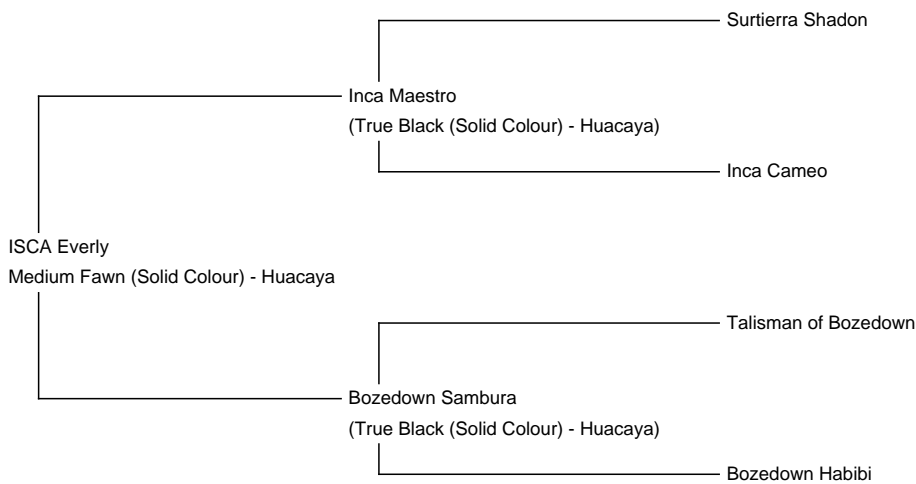 Surtierra Shadon
Inca Maestro
(True Black (Solid Colour) - Huacaya)
Inca Cameo
ISCA Everly
Medium Fawn (Solid Colour) - Huacaya
Talisman of Bozedown
Bozedown Sambura
(True Black (Solid Colour) - Huacaya)
Bozedown Habibi